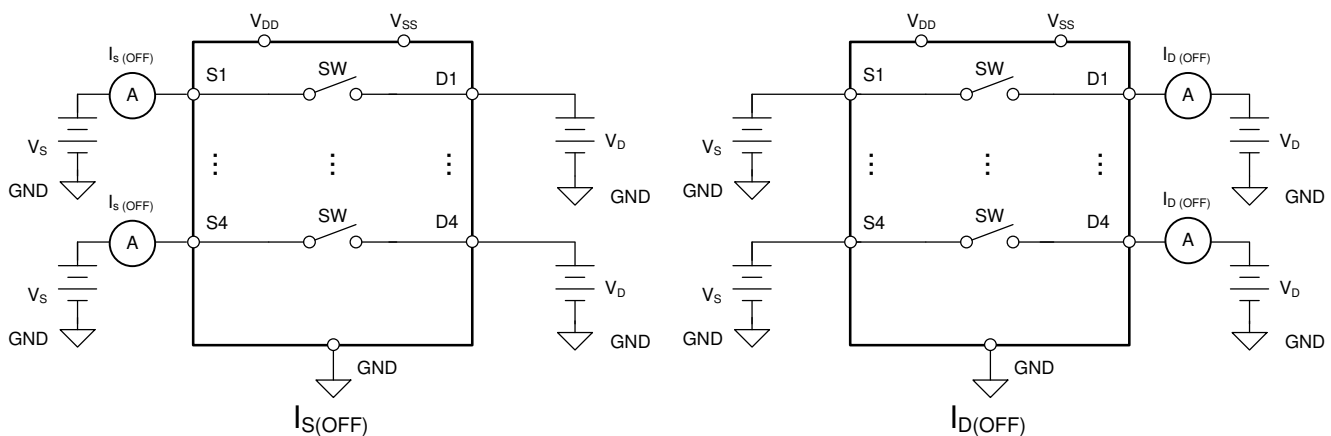 VDD VSS
IS (OFF)
A
S1 SW D1
VS
VD
GND
GND
⋮ ⋮ ⋮
IS (OFF)
A
S4 SW D4
VS
VD
GND
GND
GND
IS(OFF)
VDD VSS
ID (OFF)
S1 SW D1
A
VS
VD
GND
GND
⋮ ⋮ ⋮
ID (OFF)
S4 SW D4
A
VS
VD
GND
GND
GND
ID(OFF)